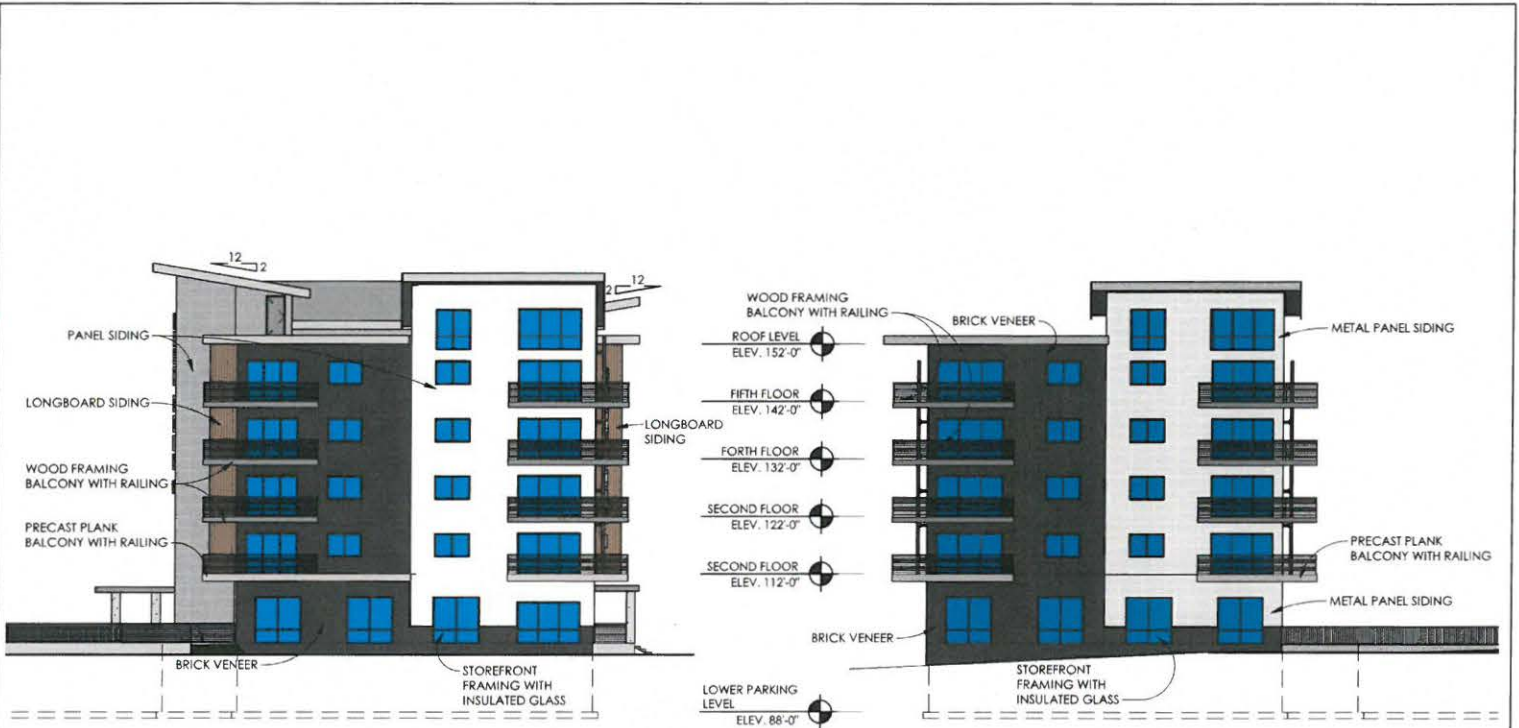 12
2
12
2
PANEL SIDING
LONGBOARD SIDING
WOOD FRAMING
BALCONY WITH RAILING
PRECAST PLANK
BALCONY WITH RAILING
BRICK VENEER
STOREFRONT
FRAMING WITH
INSULATED GLASS
LONGBOARD
SIDING
WOOD FRAMING
BALCONY WITH RAILING
BRICK VENEER
ROOF LEVEL
ELEV. 152'-0"
FIFTH FLOOR
ELEV. 142'-0"
FORTH FLOOR
ELEV. 132'-0"
SECOND FLOOR
ELEV. 122'-0"
SECOND FLOOR
ELEV. 112'-0"
LOWER PARKING
LEVEL
ELEV. 88'-0"
METAL PANEL SIDING
PRECAST PLANK
BALCONY WITH RAILING
METAL PANEL SIDING
BRICK VENEER
STOREFRONT
FRAMING WITH
INSULATED GLASS